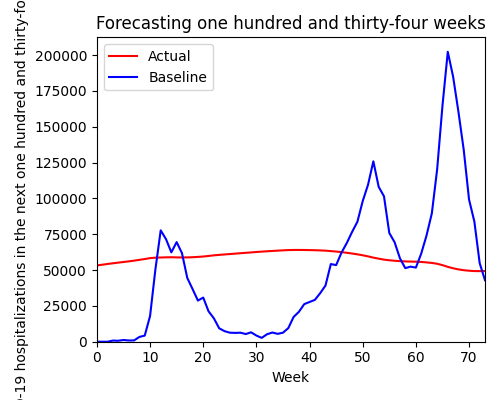 Forecasting one hundred and thirty-four weeks
-19 hospitalizations in the next one hundred and thirty-fo
Actual
Baseline
200000
175000
150000
125000
100000
75000
50000
25000
0
0 10 20 30 40 50 60 70
Week